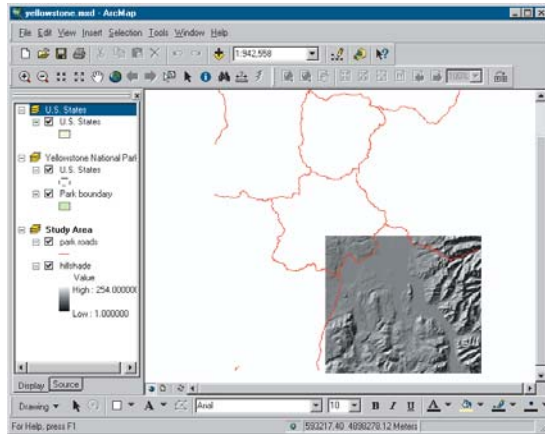 yellowstone.mxd - ArcMap
File Edit View Insert Selection Tools Window Help
1:942,558
100%
U.S. States
U.S. States
Yellowstone National Park
U.S. States
Park boundary
Study Area
park roads
hillshade
Value
High : 254.000000
Low : 1.000000
Display Source
Drawing A Arial 10 B I U A
For Help, press F1 593217.40 4898278.12 Meters